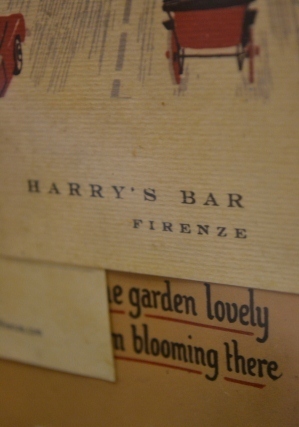 HARRY'S BAR
FIRENZE
garden lovely
blooming there